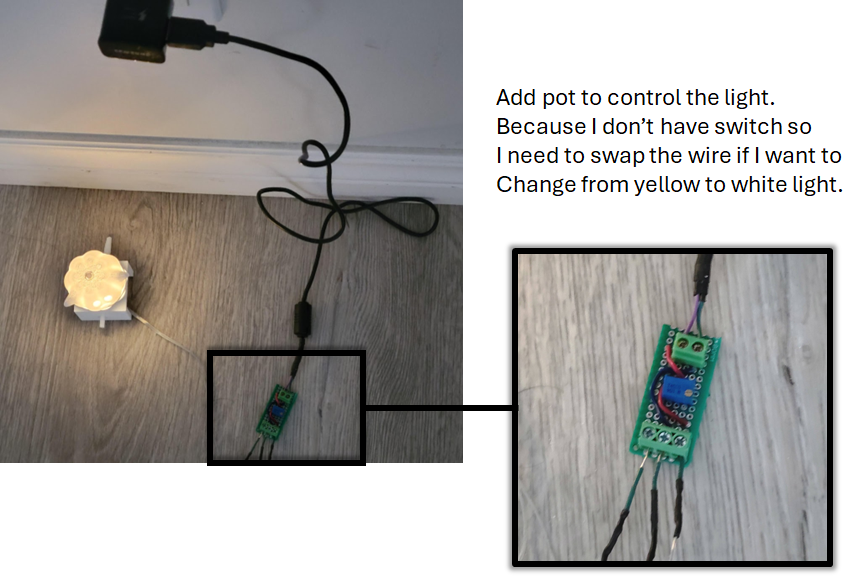 Add pot to control the light.
Because I don’t have switch so
I need to swap the wire if I want to
Change from yellow to white light.